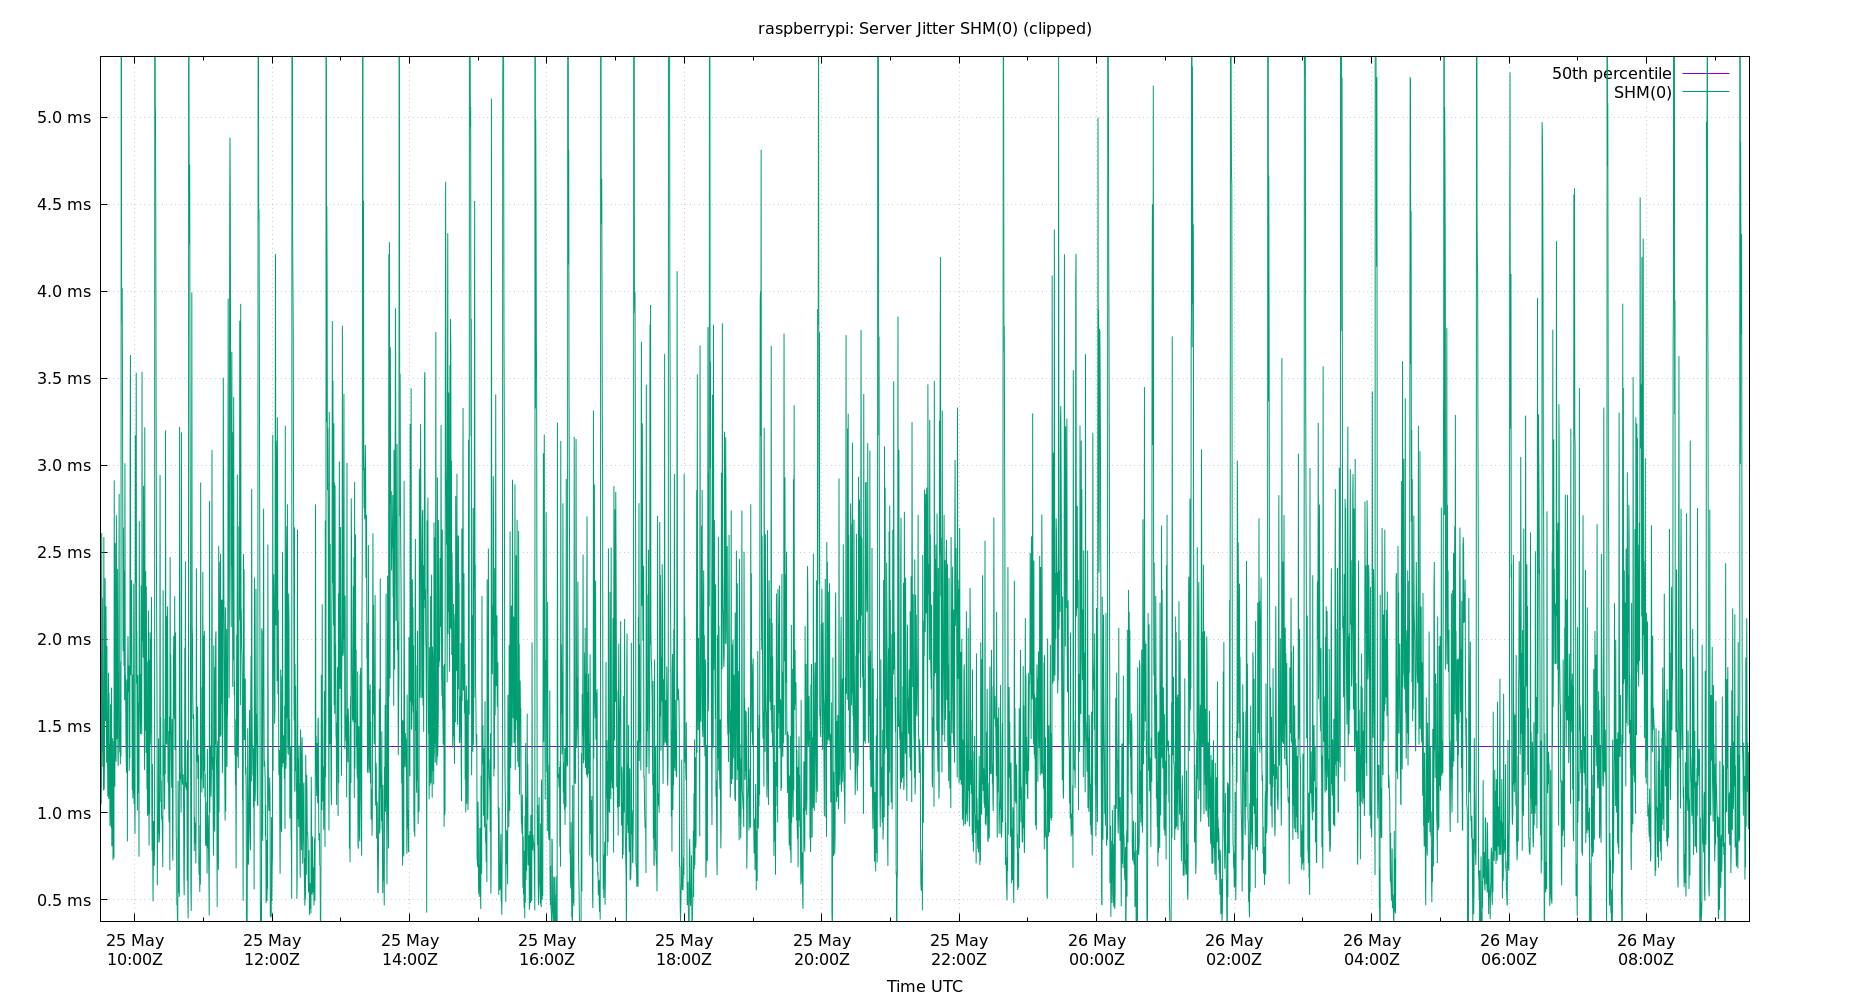 raspberrypi: Server Jitter SHM(0) (clipped)
50th percentile
SHM(0)
5.0 ms
4.5 ms
4.0 ms
3.5 ms
3.0 ms
2.5 ms
2.0 ms
1.5 ms
1.0 ms
0.5 ms
25 May 25 May 25 May 25 May 25 May 25 May 25 May 26 May 26 May 26 May 26 May 26 May
10:00Z 12:00Z 14:00Z 16:00Z 18:00Z 20:00Z 22:00Z 00:00Z 02:00Z 04:00Z 06:00Z 08:00Z
Time UTC